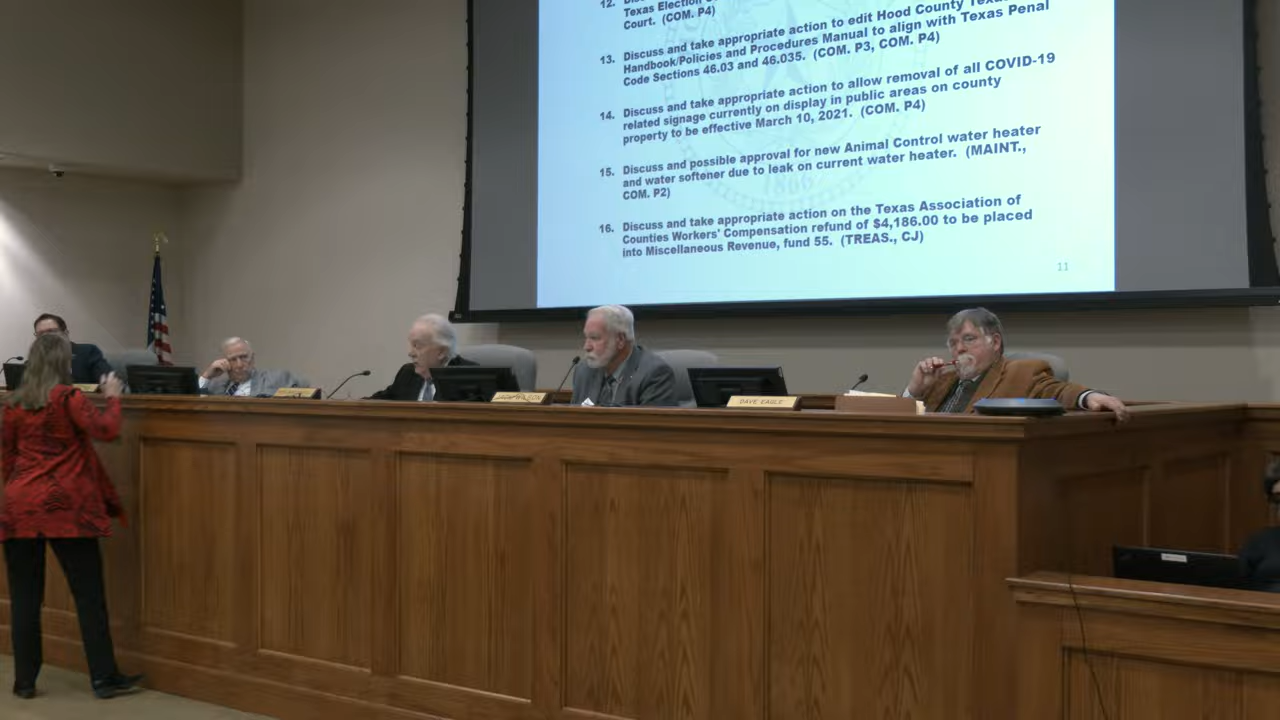 12.
Texas Election
Court. (COM. P4)
13. Discuss and take appropriate action to edit Hood County
Handbook/Policies and Procedures Manual to align with Texas Penal
Code Sections 46.03 and 46.035. (COM. P3, COM. P4)
14. Discuss and take appropriate action to allow removal of all COVID-19
related signage currently on display in public areas on county
property to be effective March 10, 2021. (COM. P4)
15. Discuss and possible approval for new Animal Control water heater
and water softener due to leak on current water heater. (MAINT.,
COM. P2)
16. Discuss and take appropriate action on the Texas Association of
Counties Workers' Compensation refund of $4,186.00 to be placed
into Miscellaneous Revenue, fund 55. (TREAS., CJ)
11
DAVE EAGLE